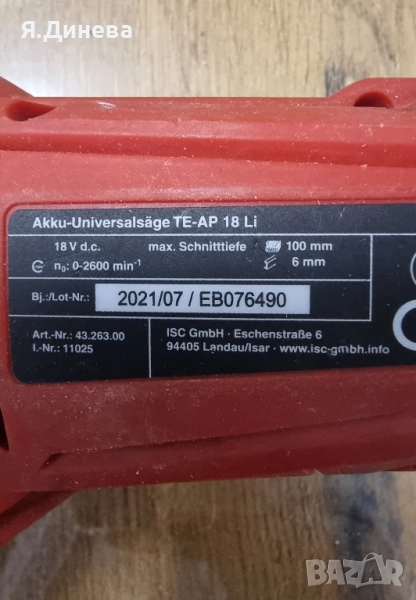 Я.Динева
Akku-Universalsäge TE-AP 18 Li
18 V d.c. max. Schnitttiefe 100 mm
n₀: 0-2600 min⁻¹ 6 mm
Bj./Lot-Nr.: 2021/07 / EB076490
Art.-Nr.: 43.263.00 ISC GmbH · Eschenstraße 6
I.-Nr.: 11025 94405 Landau/Isar · www.isc-gmbh.info
BAZAR